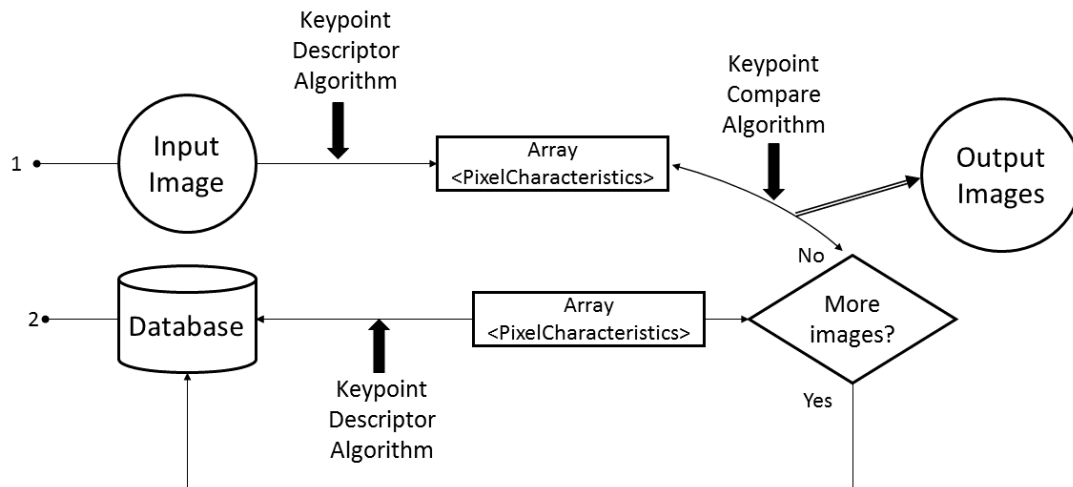 Keypoint
Descriptor
Algorithm
Keypoint
Compare
Algorithm
1
Input
Image
Array
<PixelCharacteristics>
Output
Images
No
2
Database
Array
<PixelCharacteristics>
More
images?
Keypoint
Descriptor
Algorithm
Yes